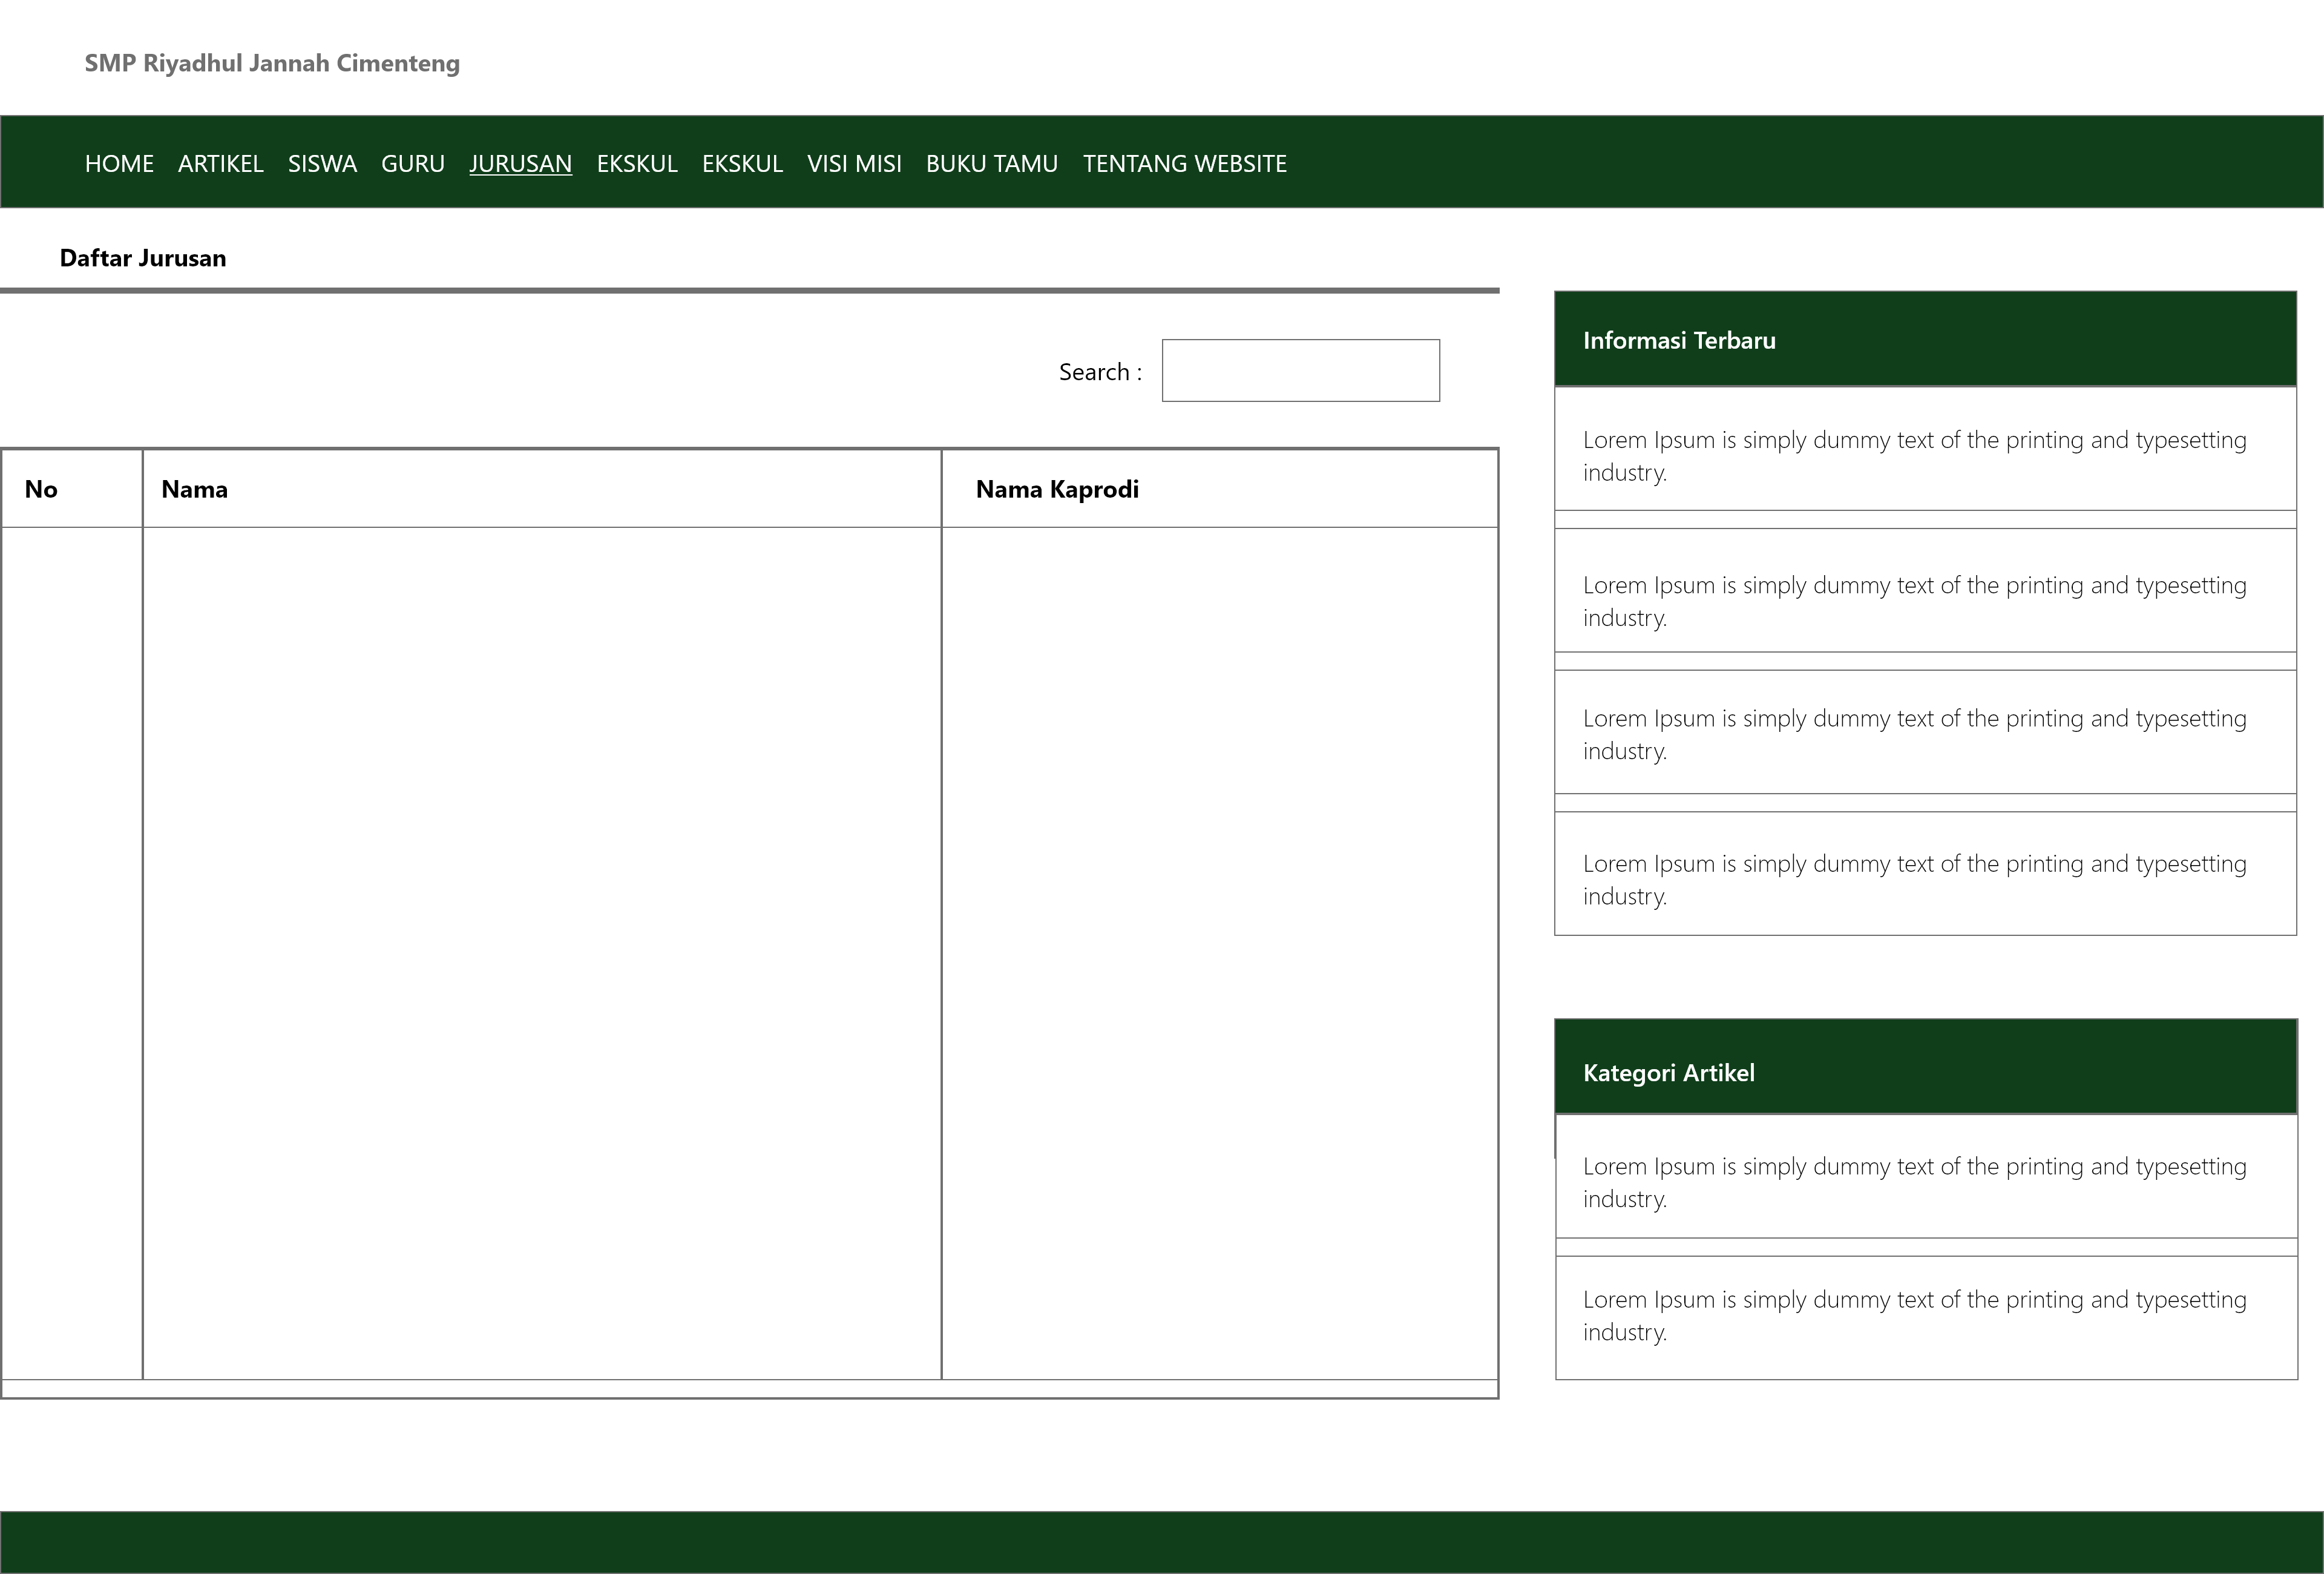 SMP Riyadhul Jannah Cimenteng
HOME ARTIKEL SISWA GURU JURUSAN EKSKUL EKSKUL VISI MISI BUKU TAMU TENTANG WEBSITE
Daftar Jurusan
Search :
No Nama Nama Kaprodi
Informasi Terbaru
Lorem Ipsum is simply dummy text of the printing and typesetting
industry.
Lorem Ipsum is simply dummy text of the printing and typesetting
industry.
Lorem Ipsum is simply dummy text of the printing and typesetting
industry.
Lorem Ipsum is simply dummy text of the printing and typesetting
industry.
Kategori Artikel
Lorem Ipsum is simply dummy text of the printing and typesetting
industry.
Lorem Ipsum is simply dummy text of the printing and typesetting
industry.